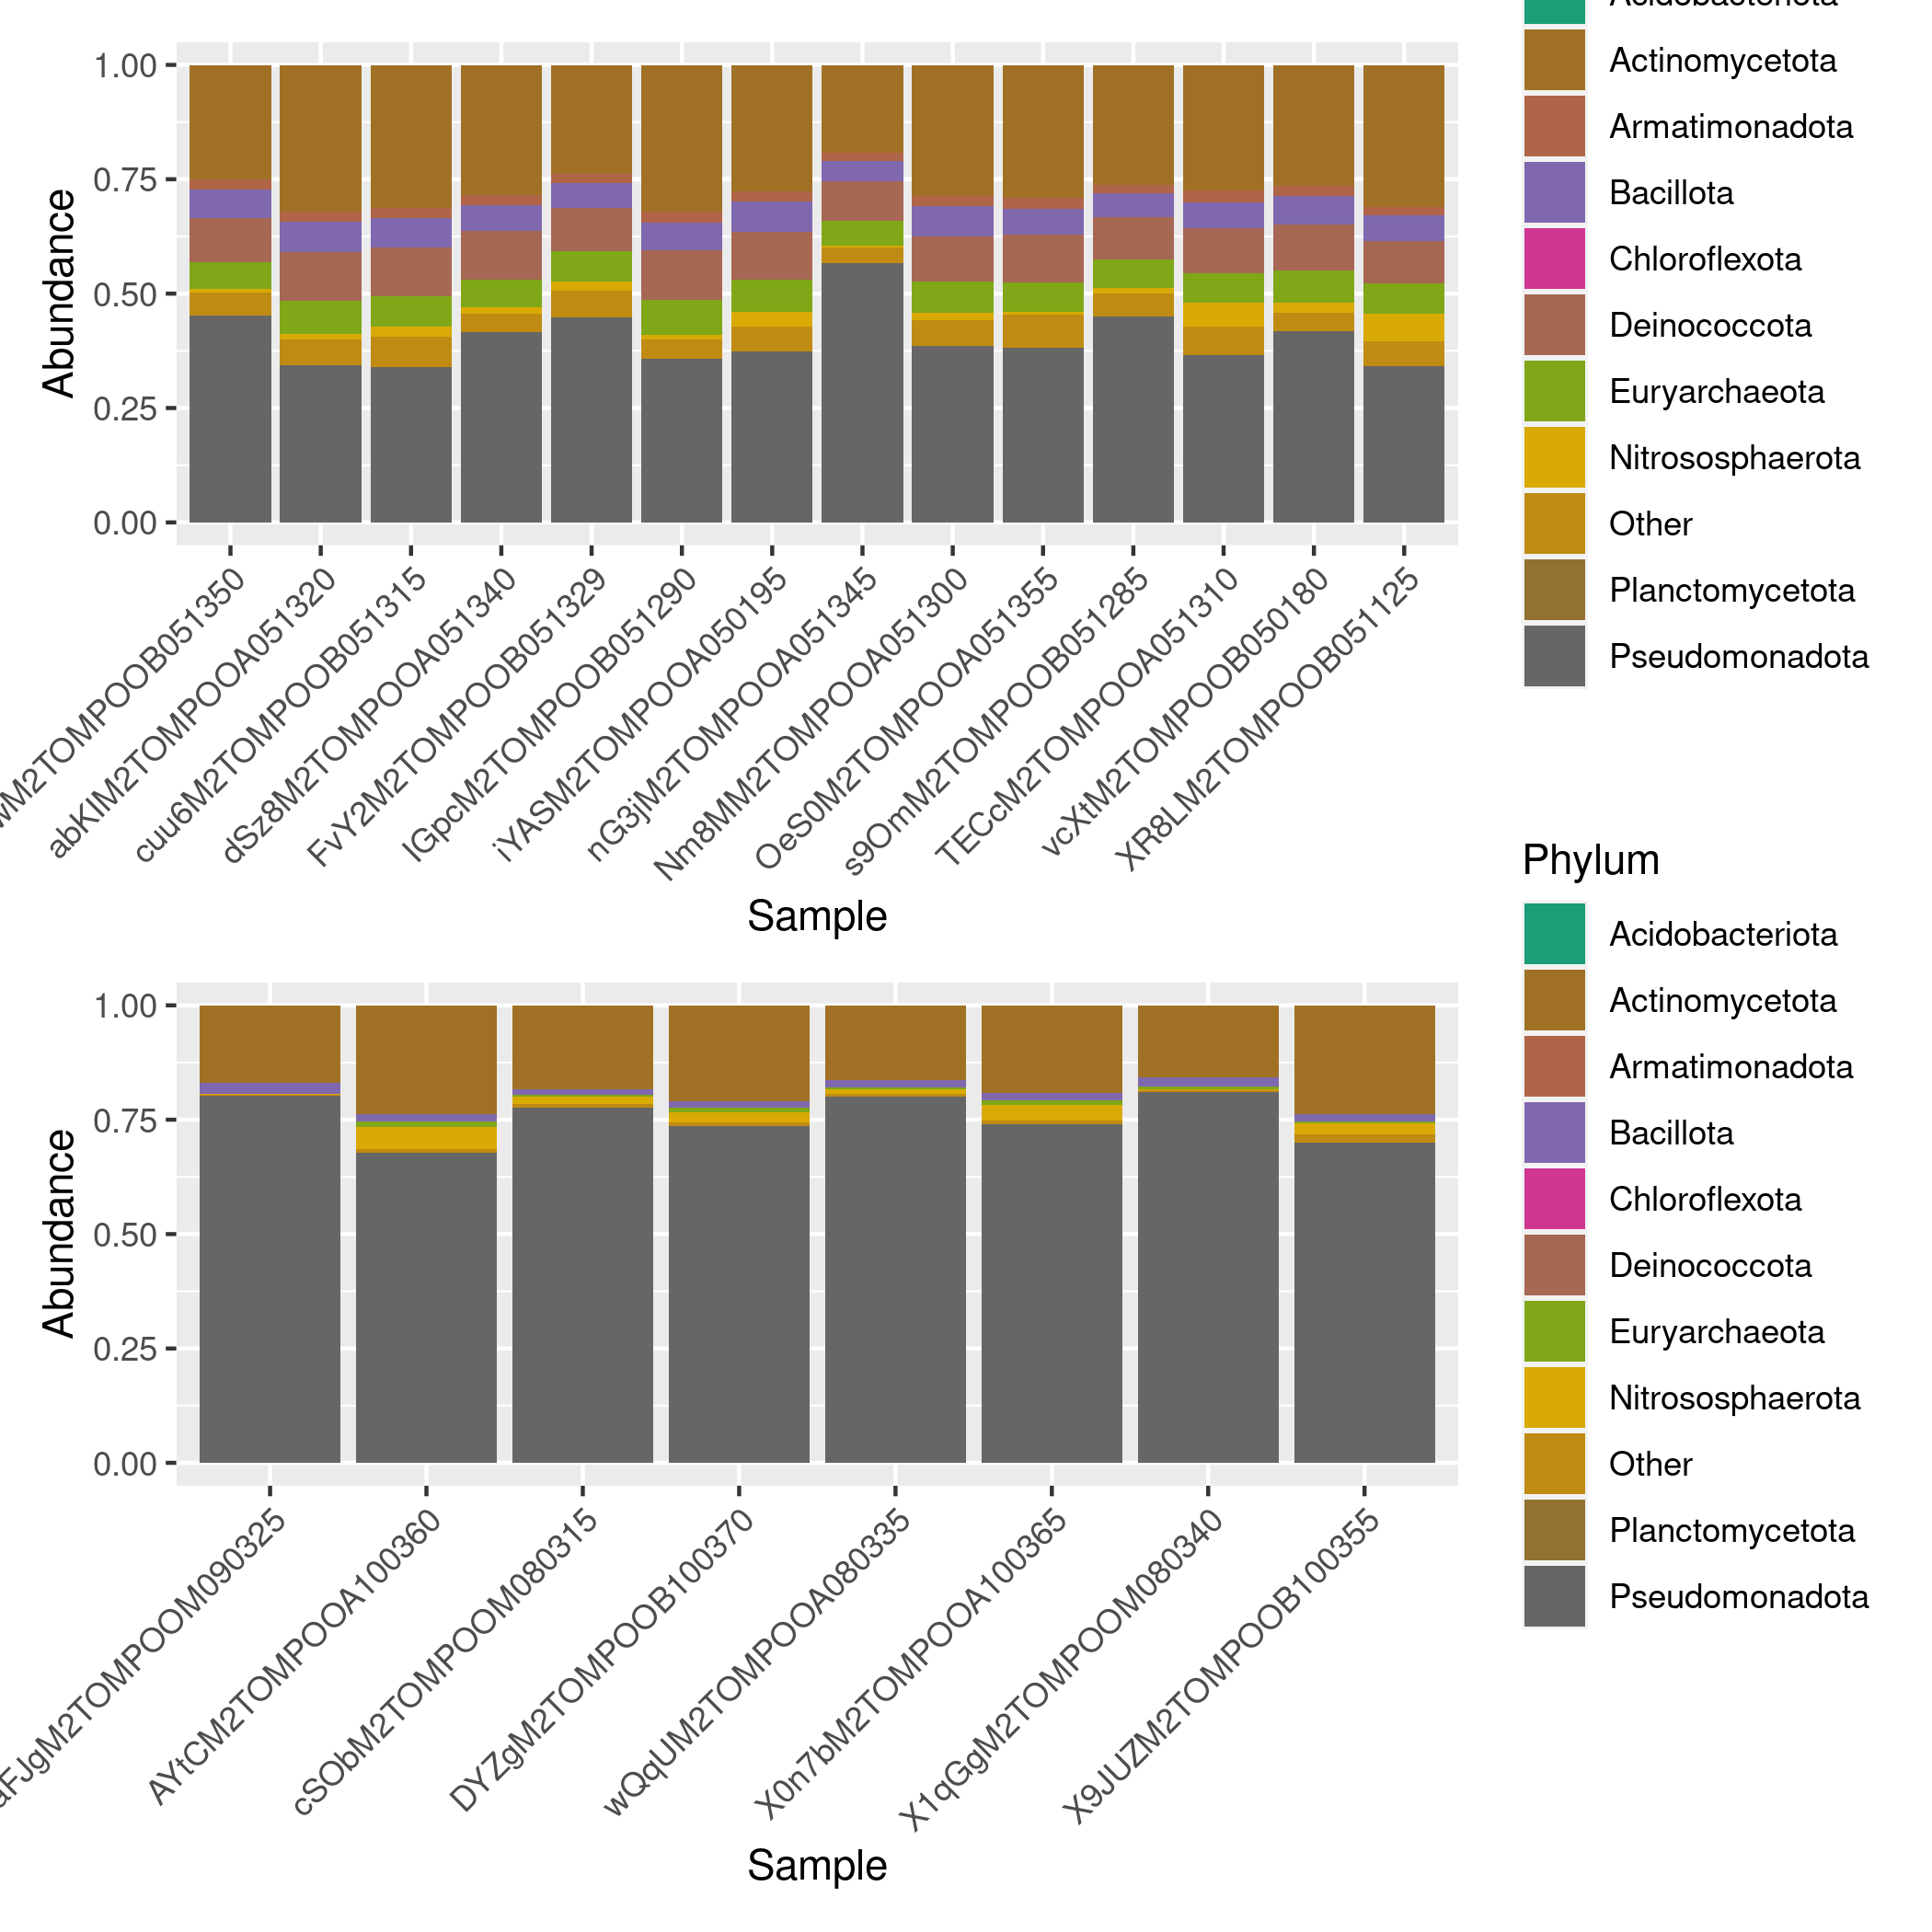 Acidobacteriota
1.00
0.75
0.50
0.25
0.00
Abundance
Actinomycetota
Armatimonadota
Bacillota
Chloroflexota
Deinococcota
Euryarchaeota
Nitrososphaerota
Other
Planctomycetota
Pseudomonadota
abKIM2TOMPOOA051320
cuu6M2TOMPOOB051315
dSz8M2TOMPOOA051340
FvY2M2TOMPOOB051329
IGpcM2TOMPOOB051290
iYASM2TOMPOOA050195
nG3jM2TOMPOOA051345
Nm8MM2TOMPOOA051300
OeS0M2TOMPOOA051355
s9OmM2TOMPOOB051285
TECcM2TOMPOOA051310
vcXtM2TOMPOOB050180
XR8LM2TOMPOOB051125
Sample
Phylum
Acidobacteriota
Actinomycetota
Armatimonadota
Bacillota
Chloroflexota
Deinococcota
Euryarchaeota
Nitrososphaerota
Other
Planctomycetota
Pseudomonadota
1.00
0.75
0.50
0.25
0.00
Abundance
AYtCM2TOMPOOA100360
cSObM2TOMPOOM080315
DYZgM2TOMPOOB100370
wQqUM2TOMPOOA080335
X0n7bM2TOMPOOA100365
X1qGgM2TOMPOOM080340
X9JUZM2TOMPOOB100355
Sample